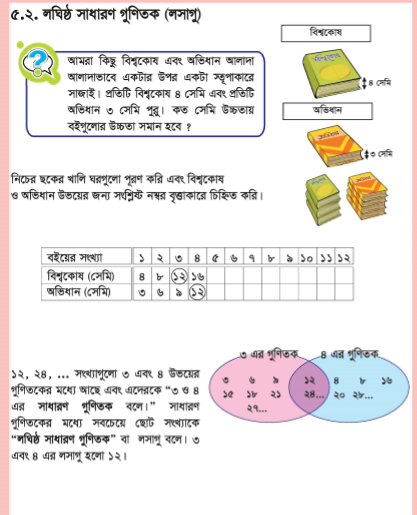 ৫.২. লঘিষ্ঠ সাধারণ গুণিতক (লসাগু)
আমরা কিছু বিশ্বকোষ এবং অভিধান আলাদা
আলাদাভাবে একটার উপর একটা স্তূপাকারে
সাজাই। প্রতিটি বিশ্বকোষ ৪ সেমি এবং প্রতিটি
অভিধান ৩ সেমি পুরু। কত সেমি উচ্চতায়
বইগুলোর উচ্চতা সমান হবে ?
বিশ্বকোষ
৪ সেমি
অভিধান
৩ সেমি
নিচের ছকের খালি ঘরগুলো পূরণ করি এবং বিশ্বকোষ
ও অভিধান উভয়ের জন্য সংশ্লিষ্ট নম্বর বৃত্তাকারে চিহ্নিত করি।
বইয়ের সংখ্যা ১ ২ ৩ ৪ ৫ ৬ ৭ ৮ ৯ ১০ ১১ ১২
বিশ্বকোষ (সেমি) ৪ ৮ ১২ ১৬
অভিধান (সেমি) ৩ ৬ ৯ ১২
১২, ২৪, ... সংখ্যাগুলো ৩ এবং ৪ উভয়ের
গুণিতকের মধ্যে আছে এবং এদেরকে “৩ ও ৪
এর সাধারণ গুণিতক বলে।” সাধারণ
গুণিতকের মধ্যে সবচেয়ে ছোট সংখ্যাকে
“লঘিষ্ঠ সাধারণ গুণিতক” বা লসাগু বলে। ৩
এবং ৪ এর লসাগু হলো ১২।
৩ এর গুণিতক ৪ এর গুণিতক
৩ ৬ ৯ ১২ ৪ ৮ ১৬
১৫ ১৮ ২১ ২৪... ২০ ২৮...
২৭...